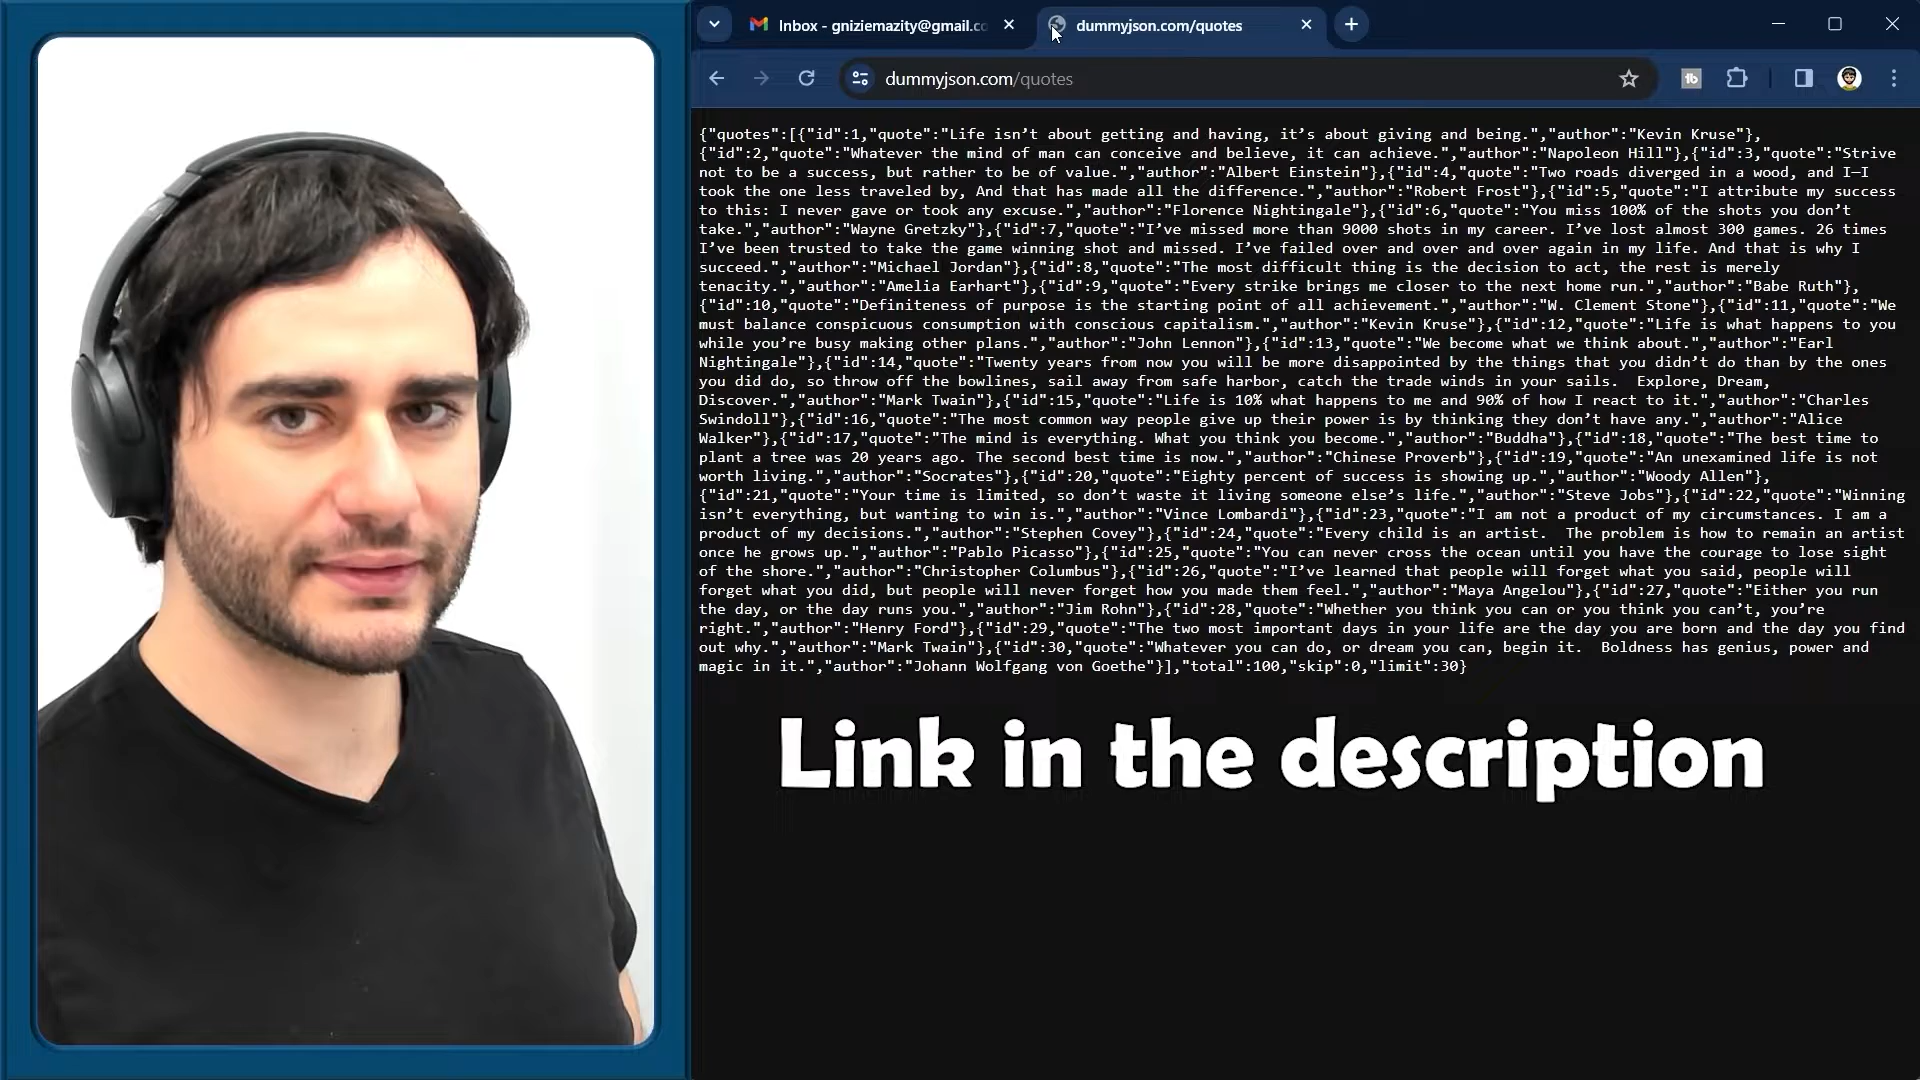 Inbox - gniziemazity@gmail.co
dummyjson.com/quotes
dummyjson.com/quotes
{"quotes":[{"id":1,"quote":"Life isn’t about getting and having, it’s about giving and being.","author":"Kevin Kruse"},
{"id":2,"quote":"Whatever the mind of man can conceive and believe, it can achieve.","author":"Napoleon Hill"},{"id":3,"quote":"Strive
not to be a success, but rather to be of value.","author":"Albert Einstein"},{"id":4,"quote":"Two roads diverged in a wood, and I—I
took the one less traveled by, And that has made all the difference.","author":"Robert Frost"},{"id":5,"quote":"I attribute my success
to this: I never gave or took any excuse.","author":"Florence Nightingale"},{"id":6,"quote":"You miss 100% of the shots you don’t
take.","author":"Wayne Gretzky"},{"id":7,"quote":"I’ve missed more than 9000 shots in my career. I’ve lost almost 300 games. 26 times
I’ve been trusted to take the game winning shot and missed. I’ve failed over and over and over again in my life. And that is why I
succeed.","author":"Michael Jordan"},{"id":8,"quote":"The most difficult thing is the decision to act, the rest is merely
tenacity.","author":"Amelia Earhart"},{"id":9,"quote":"Every strike brings me closer to the next home run.","author":"Babe Ruth"},
{"id":10,"quote":"Definiteness of purpose is the starting point of all achievement.","author":"W. Clement Stone"},{"id":11,"quote":"We
must balance conspicuous consumption with conscious capitalism.","author":"Kevin Kruse"},{"id":12,"quote":"Life is what happens to you
while you’re busy making other plans.","author":"John Lennon"},{"id":13,"quote":"We become what we think about.","author":"Earl
Nightingale"},{"id":14,"quote":"Twenty years from now you will be more disappointed by the things that you didn’t do than by the ones
you did do, so throw off the bowlines, sail away from safe harbor, catch the trade winds in your sails.  Explore, Dream,
Discover.","author":"Mark Twain"},{"id":15,"quote":"Life is 10% what happens to me and 90% of how I react to it.","author":"Charles
Swindoll"},{"id":16,"quote":"The most common way people give up their power is by thinking they don’t have any.","author":"Alice
Walker"},{"id":17,"quote":"The mind is everything. What you think you become.","author":"Buddha"},{"id":18,"quote":"The best time to
plant a tree was 20 years ago. The second best time is now.","author":"Chinese Proverb"},{"id":19,"quote":"An unexamined life is not
worth living.","author":"Socrates"},{"id":20,"quote":"Eighty percent of success is showing up.","author":"Woody Allen"},
{"id":21,"quote":"Your time is limited, so don’t waste it living someone else’s life.","author":"Steve Jobs"},{"id":22,"quote":"Winning
isn’t everything, but wanting to win is.","author":"Vince Lombardi"},{"id":23,"quote":"I am not a product of my circumstances. I am a
product of my decisions.","author":"Stephen Covey"},{"id":24,"quote":"Every child is an artist.  The problem is how to remain an artist
once he grows up.","author":"Pablo Picasso"},{"id":25,"quote":"You can never cross the ocean until you have the courage to lose sight
of the shore.","author":"Christopher Columbus"},{"id":26,"quote":"I’ve learned that people will forget what you said, people will
forget what you did, but people will never forget how you made them feel.","author":"Maya Angelou"},{"id":27,"quote":"Either you run
the day, or the day runs you.","author":"Jim Rohn"},{"id":28,"quote":"Whether you think you can or you think you can’t, you’re
right.","author":"Henry Ford"},{"id":29,"quote":"The two most important days in your life are the day you are born and the day you find
out why.","author":"Mark Twain"},{"id":30,"quote":"Whatever you can do, or dream you can, begin it.  Boldness has genius, power and
magic in it.","author":"Johann Wolfgang von Goethe"}],"total":100,"skip":0,"limit":30}
Link in the description